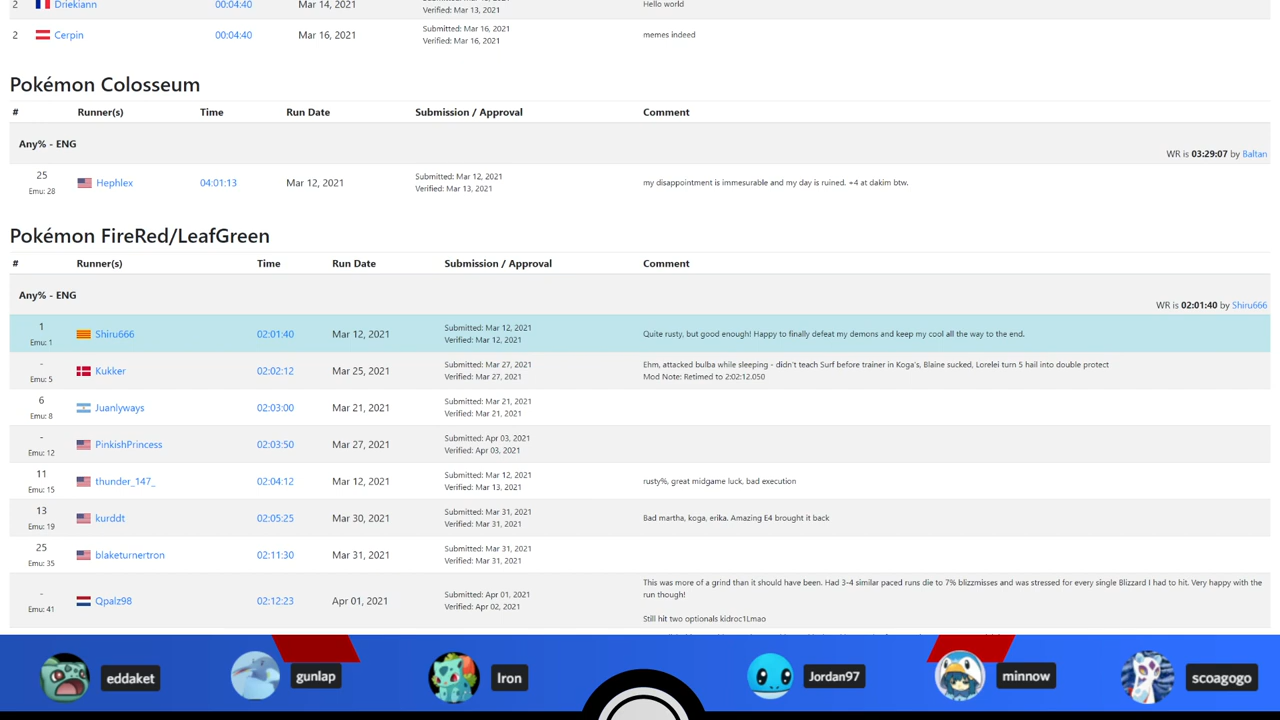 2 Driekiann 00:04:40 Mar 14, 2021 Verified: Mar 13, 2021 Hello world
2 Cerpin 00:04:40 Mar 16, 2021 Submitted: Mar 16, 2021 Verified: Mar 16, 2021 memes indeed
Pokémon Colosseum
# Runner(s) Time Run Date Submission / Approval Comment
Any% - ENG
WR is 03:29:07 by Baltan
25 Emu: 28 Hephlex 04:01:13 Mar 12, 2021 Submitted: Mar 12, 2021 Verified: Mar 13, 2021 my disappointment is immesurable and my day is ruined. +4 at dakim btw.
Pokémon FireRed/LeafGreen
# Runner(s) Time Run Date Submission / Approval Comment
Any% - ENG
WR is 02:01:40 by Shiru666
1 Emu: 1 Shiru666 02:01:40 Mar 12, 2021 Submitted: Mar 12, 2021 Verified: Mar 12, 2021 Quite rusty, but good enough! Happy to finally defeat my demons and keep my cool all the way to the end.
- Emu: 5 Kukker 02:02:12 Mar 25, 2021 Submitted: Mar 27, 2021 Verified: Mar 27, 2021 Ehm, attacked bulba while sleeping - didn't teach Surf before trainer in Koga's, Blaine sucked, Lorelei turn 5 hail into double protect
Mod Note: Retimed to 2:02:12.050
6 Emu: 8 Juanlyways 02:03:00 Mar 21, 2021 Submitted: Mar 21, 2021 Verified: Mar 21, 2021
- Emu: 12 PinkishPrincess 02:03:50 Mar 27, 2021 Submitted: Apr 03, 2021 Verified: Apr 03, 2021
11 Emu: 15 thunder_147_ 02:04:12 Mar 12, 2021 Submitted: Mar 12, 2021 Verified: Mar 13, 2021 rusty%, great midgame luck, bad execution
13 Emu: 19 kurddt 02:05:25 Mar 30, 2021 Submitted: Mar 31, 2021 Verified: Mar 31, 2021 Bad martha, koga, erika. Amazing E4 brought it back
25 Emu: 35 blaketurnertron 02:11:30 Mar 31, 2021 Submitted: Mar 31, 2021 Verified: Mar 31, 2021
- Emu: 41 Qpalz98 02:12:23 Apr 01, 2021 Submitted: Apr 01, 2021 Verified: Apr 02, 2021 This was more of a grind than it should have been. Had 3-4 similar paced runs die to 7% blizzmisses and was stressed for every single Blizzard I had to hit. Very happy with the
run though!
Still hit two optionals kidroc1Lmao
eddaket gunlap Iron Jordan97 minnow scoagogo